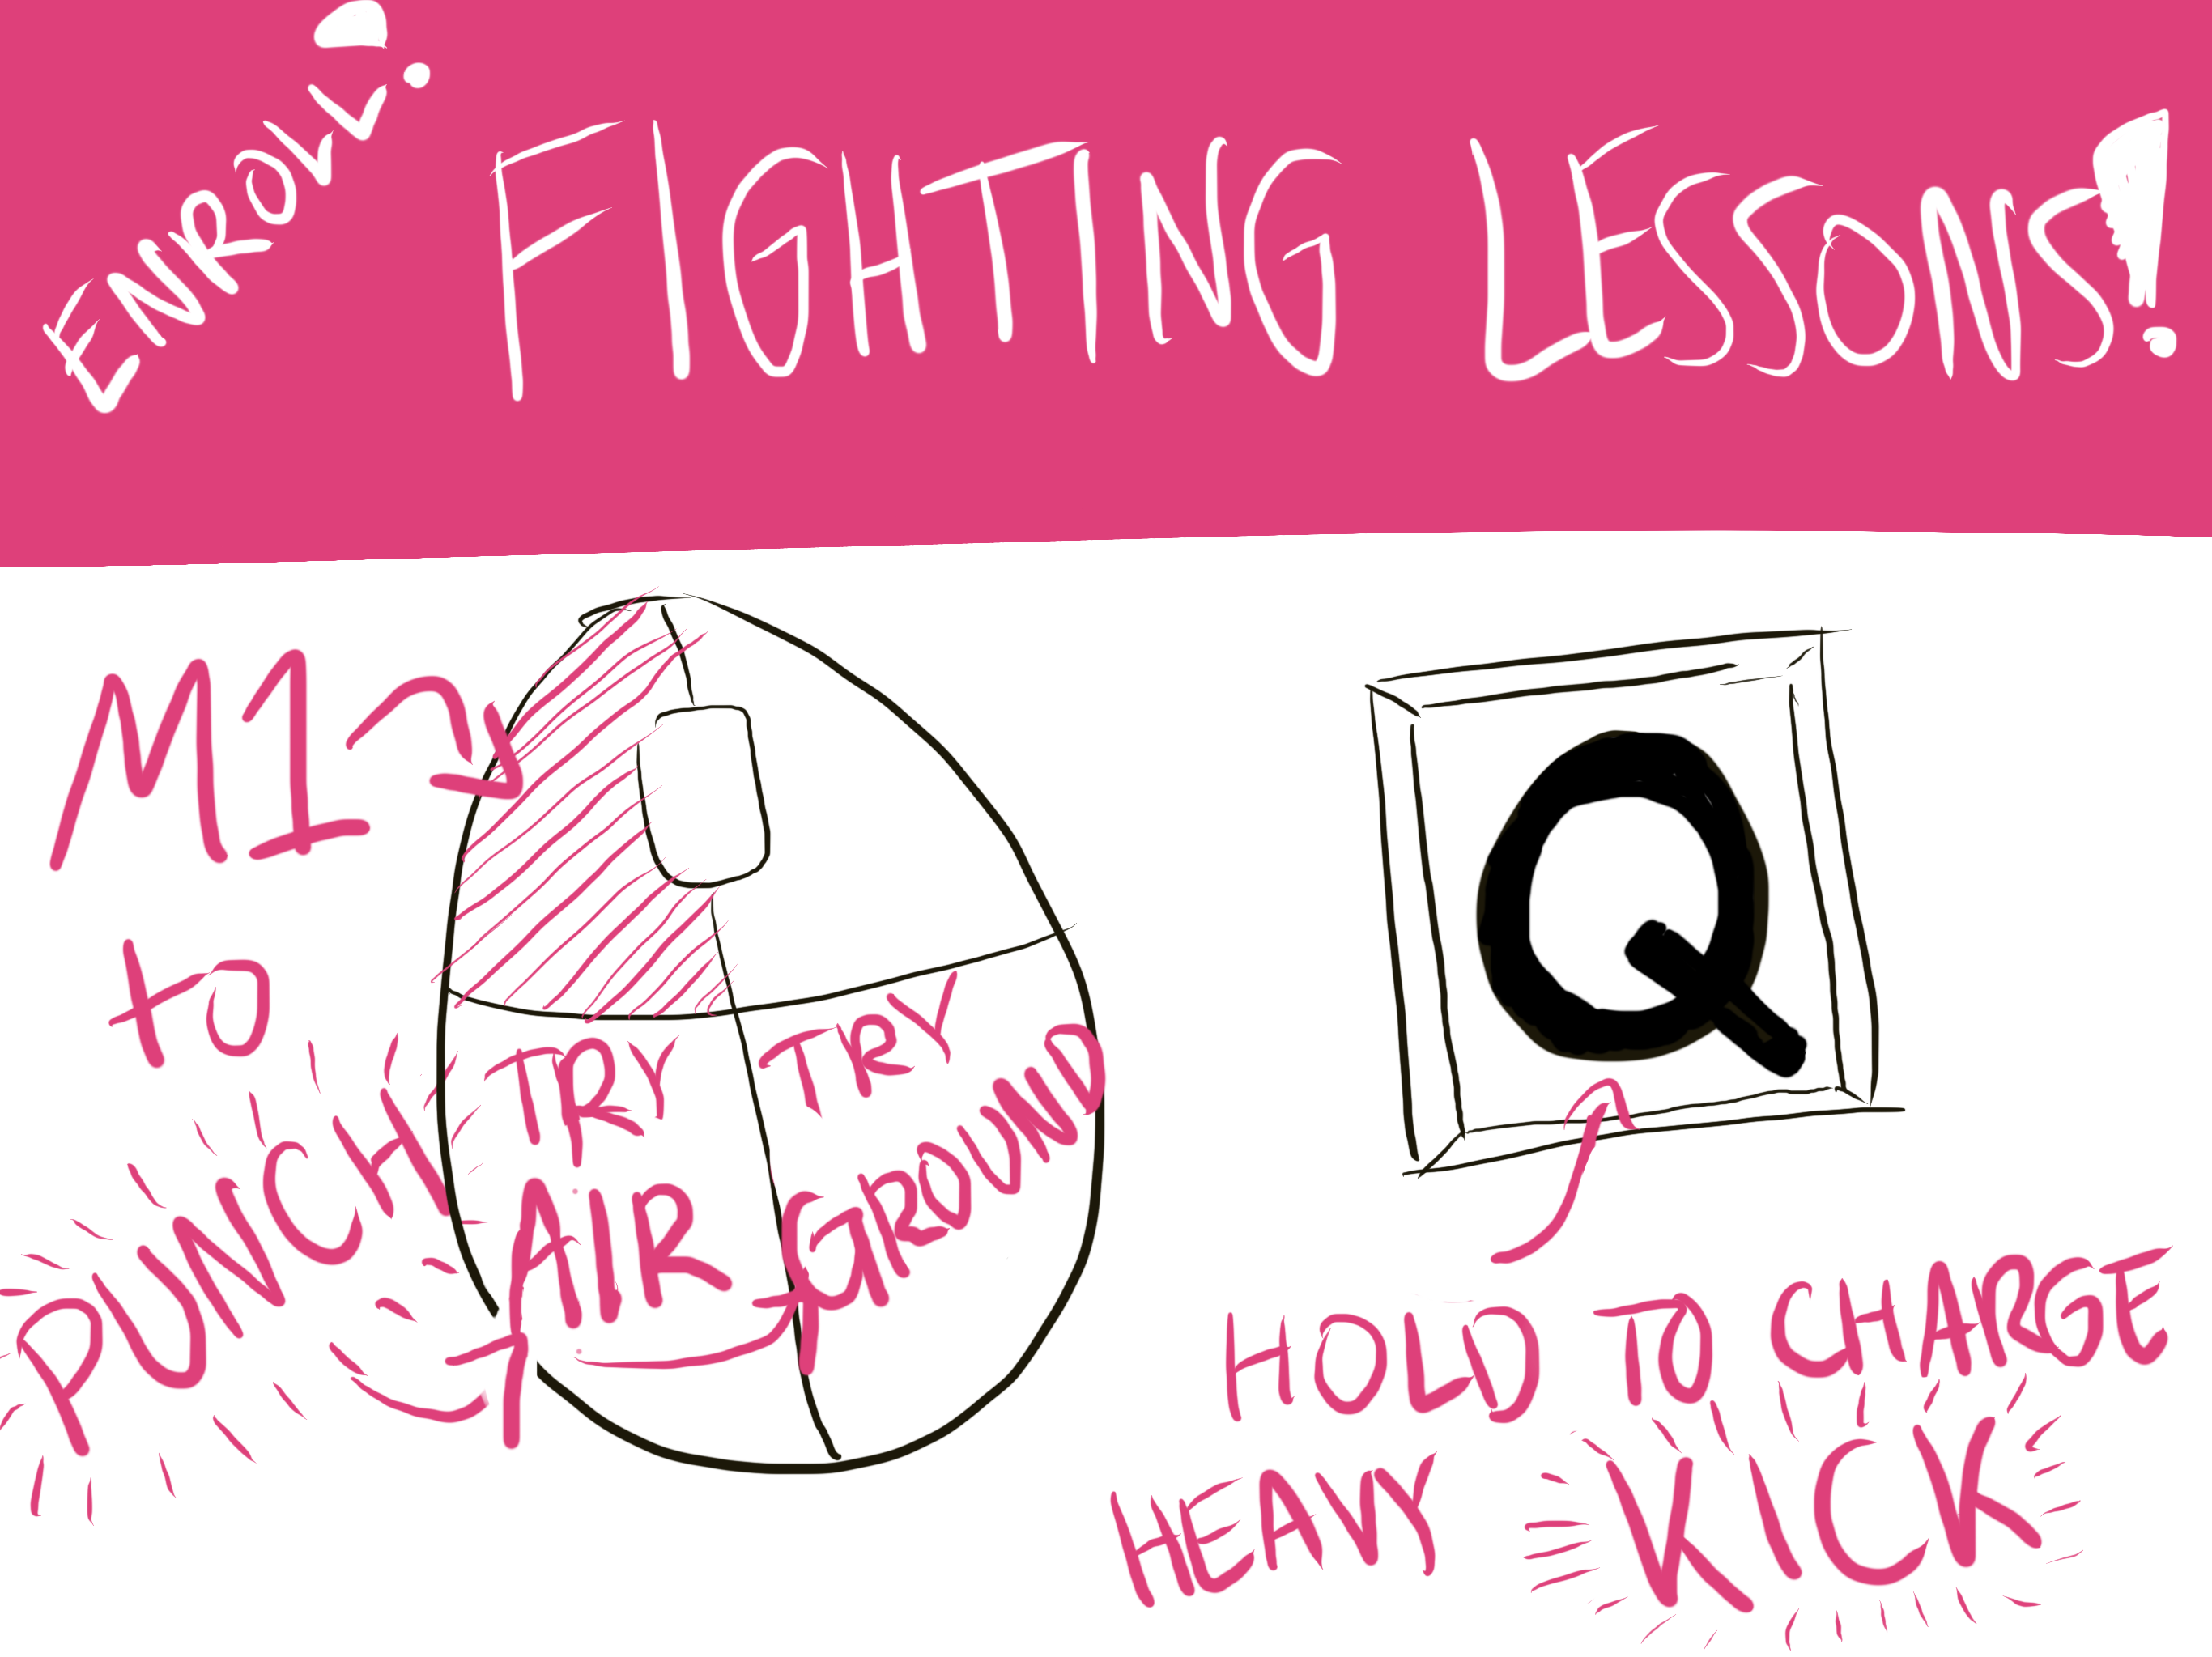 ENROLL!
FIGHTING LESSONS!
M1
to
PUNCH
TRY
AIR
TRY
GROUND
Q
HOLD TO CHARGE
HEAVY KICK